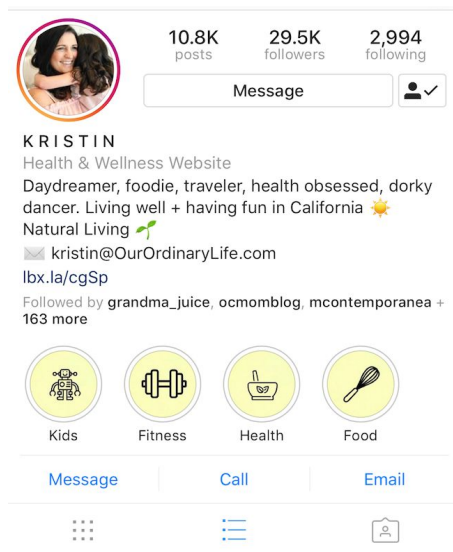 10.8K 29.5K 2,994
posts followers following
Message
K R I S T I N
Health & Wellness Website
Daydreamer, foodie, traveler, health obsessed, dorky
dancer. Living well + having fun in California ☀️
Natural Living 🌱
✉️ kristin@OurOrdinaryLife.com
lbx.la/cgSp
Followed by grandma_juice, ocmomblog, mcontemporanea +
163 more
Kids Fitness Health Food
Message Call Email